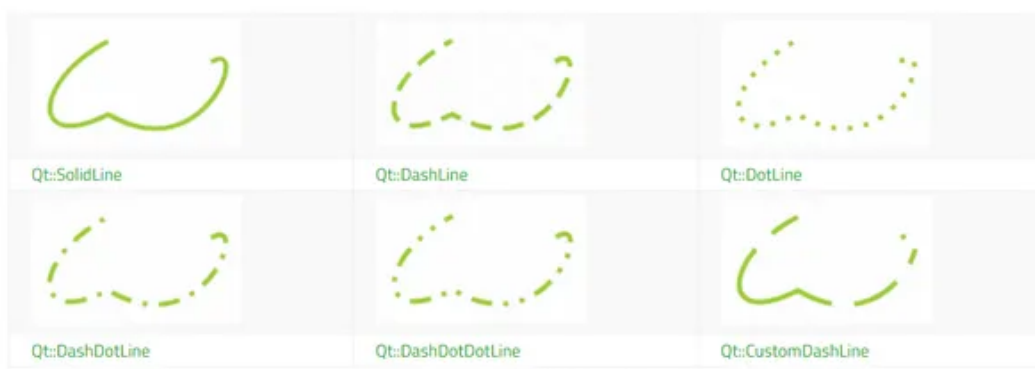 Qt::SolidLine
Qt::DashLine
Qt::DotLine
Qt::DashDotLine
Qt::DashDotDotLine
Qt::CustomDashLine